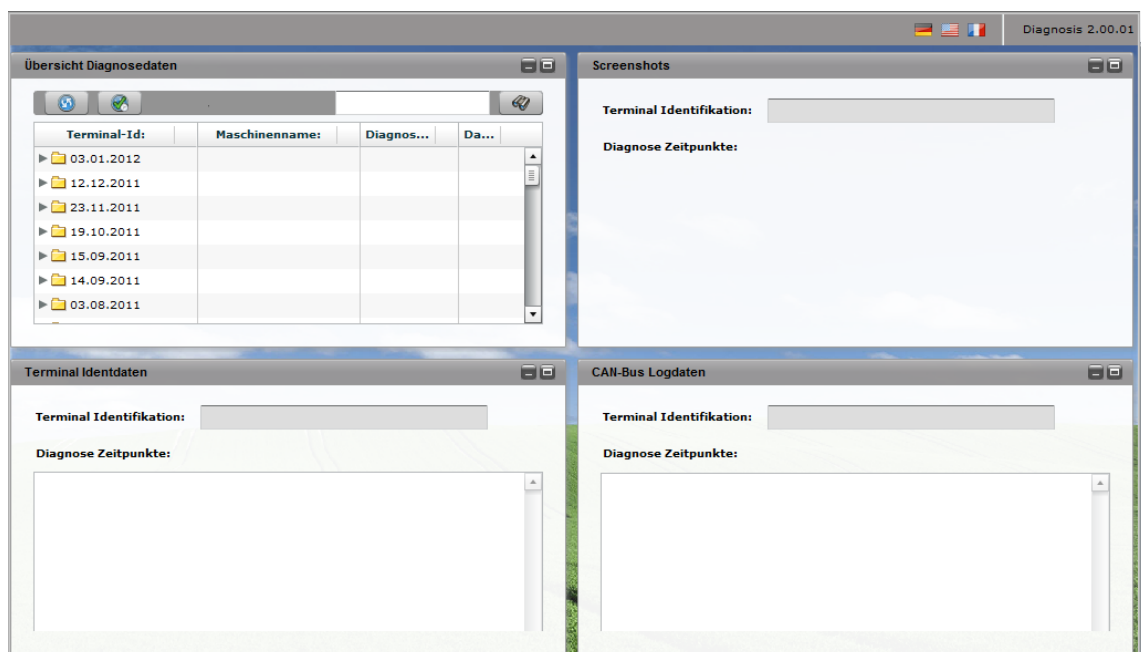 Diagnosis 2.00.01
Übersicht Diagnosedaten
Terminal-Id: Maschinenname: Diagnos... Da...
03.01.2012
12.12.2011
23.11.2011
19.10.2011
15.09.2011
14.09.2011
03.08.2011
Screenshots
Terminal Identifikation:
Diagnose Zeitpunkte:
Terminal Identdaten
Terminal Identifikation:
Diagnose Zeitpunkte:
CAN-Bus Logdaten
Terminal Identifikation:
Diagnose Zeitpunkte: